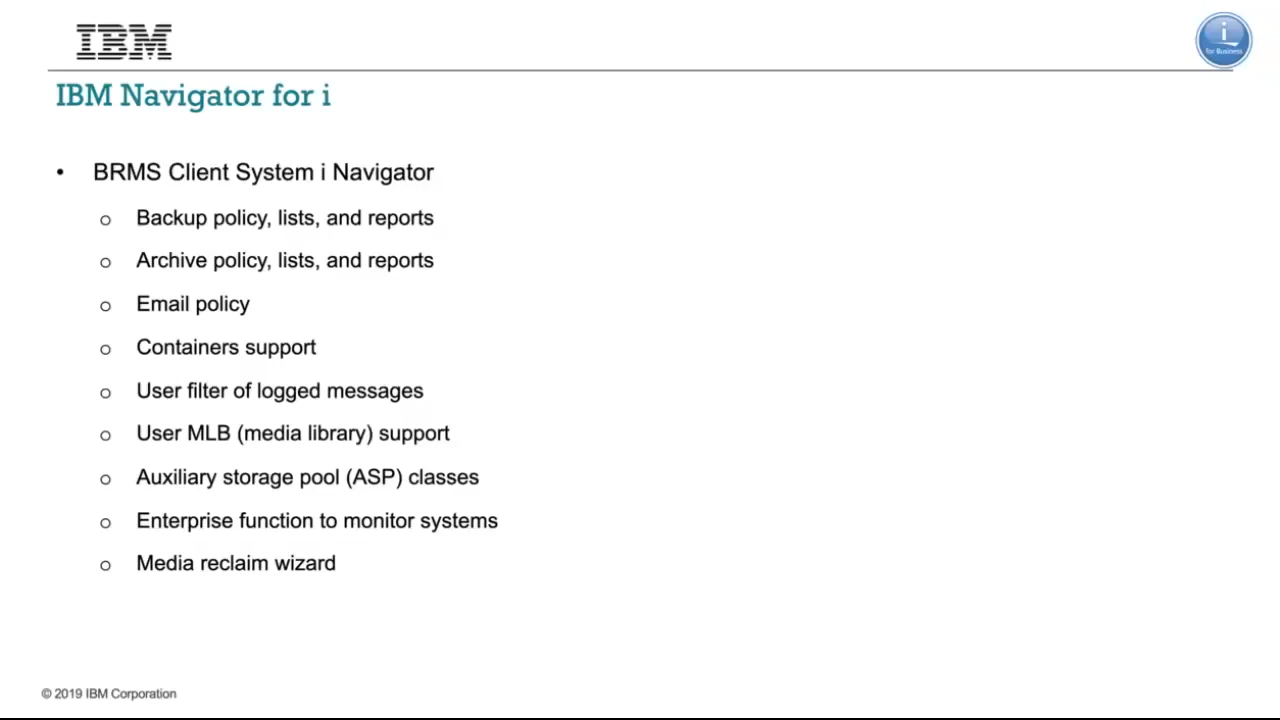 IBM
i
for Business
IBM Navigator for i
• BRMS Client System i Navigator
o Backup policy, lists, and reports
o Archive policy, lists, and reports
o Email policy
o Containers support
o User filter of logged messages
o User MLB (media library) support
o Auxiliary storage pool (ASP) classes
o Enterprise function to monitor systems
o Media reclaim wizard
© 2019 IBM Corporation